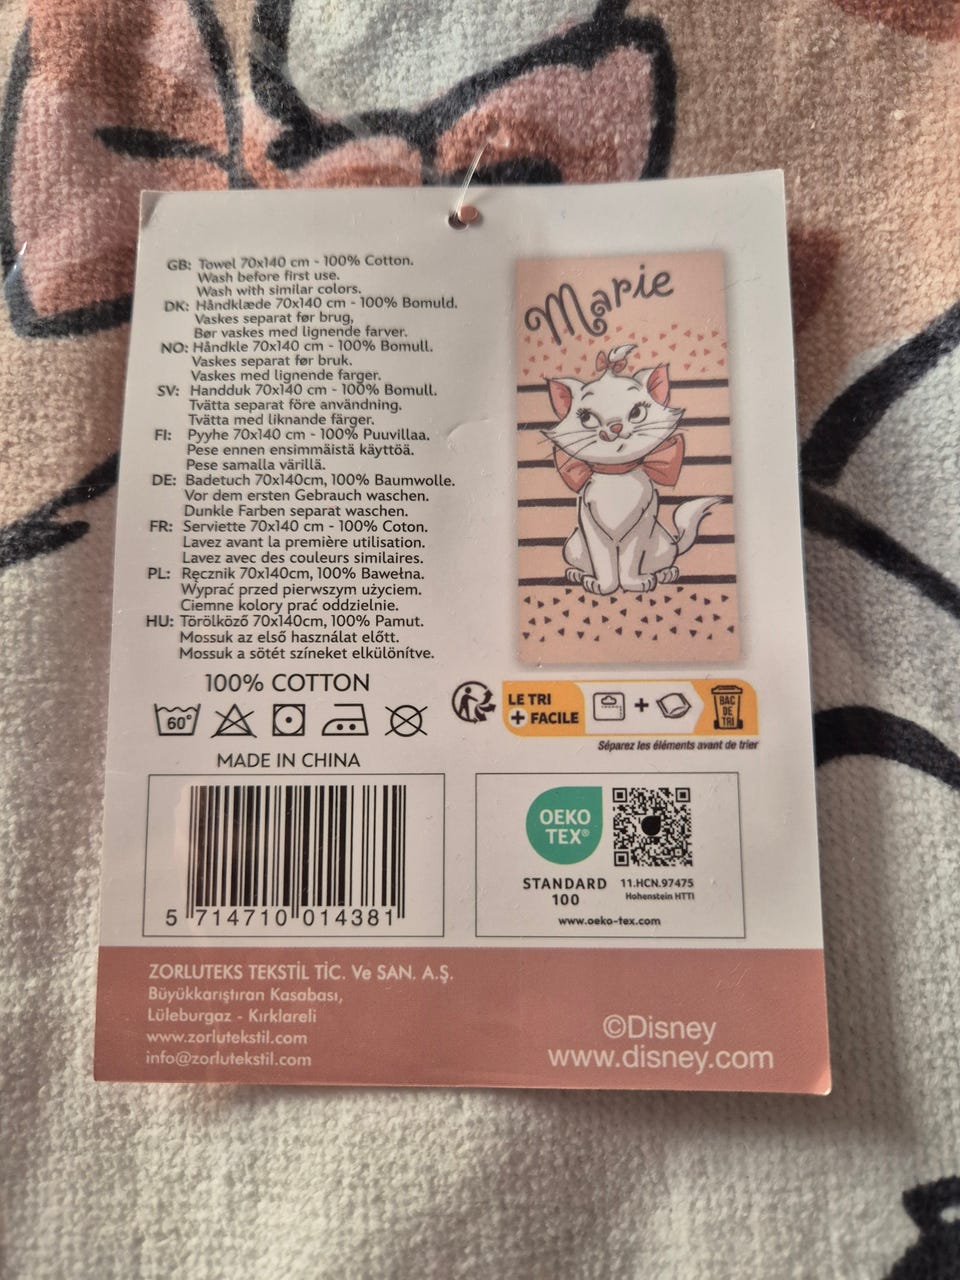 GB: Towel 70x140 cm - 100% Cotton.
Wash before first use.
Wash with similar colors.
DK: Håndklæde 70x140 cm - 100% Bomuld.
Vaskes separat før brug,
Bør vaskes med lignende farver.
NO: Håndkle 70x140 cm - 100% Bomull.
Vaskes separat før bruk.
Vaskes med lignende farger.
SV: Handduk 70x140 cm - 100% Bomull.
Tvätta separat före användning.
Tvätta med liknande färger.
FI: Pyyhe 70x140 cm - 100% Puuvillaa.
Pese ennen ensimmäistä käyttöä.
Pese samalla värillä.
DE: Badetuch 70x140cm, 100% Baumwolle.
Vor dem ersten Gebrauch waschen.
Dunkle Farben separat waschen.
FR: Serviette 70x140 cm - 100% Coton.
Lavez avant la première utilisation.
Lavez avec des couleurs similaires.
PL: Ręcznik 70x140cm, 100% Bawełna.
Wyprać przed pierwszym użyciem.
Ciemne kolory prać oddzielnie.
HU: Törölköző 70x140cm, 100% Pamut.
Mossuk az első használat előtt.
Mossuk a sötét színeket elkülönítve.
100% COTTON
60°
MADE IN CHINA
5 714710 014381
Marie
LE TRI
+ FACILE
+
BAC
DE
TRI
Séparez les éléments avant de trier
OEKO
TEX®
STANDARD
100
11.HCN.97475
Hohenstein HTTI
www.oeko-tex.com
ZORLUTEKS TEKSTİL TİC. Ve SAN. A.Ş.
Büyükkarıştıran Kasabası,
Lüleburgaz - Kırklareli
www.zorlutekstil.com
info@zorlutekstil.com
©Disney
www.disney.com